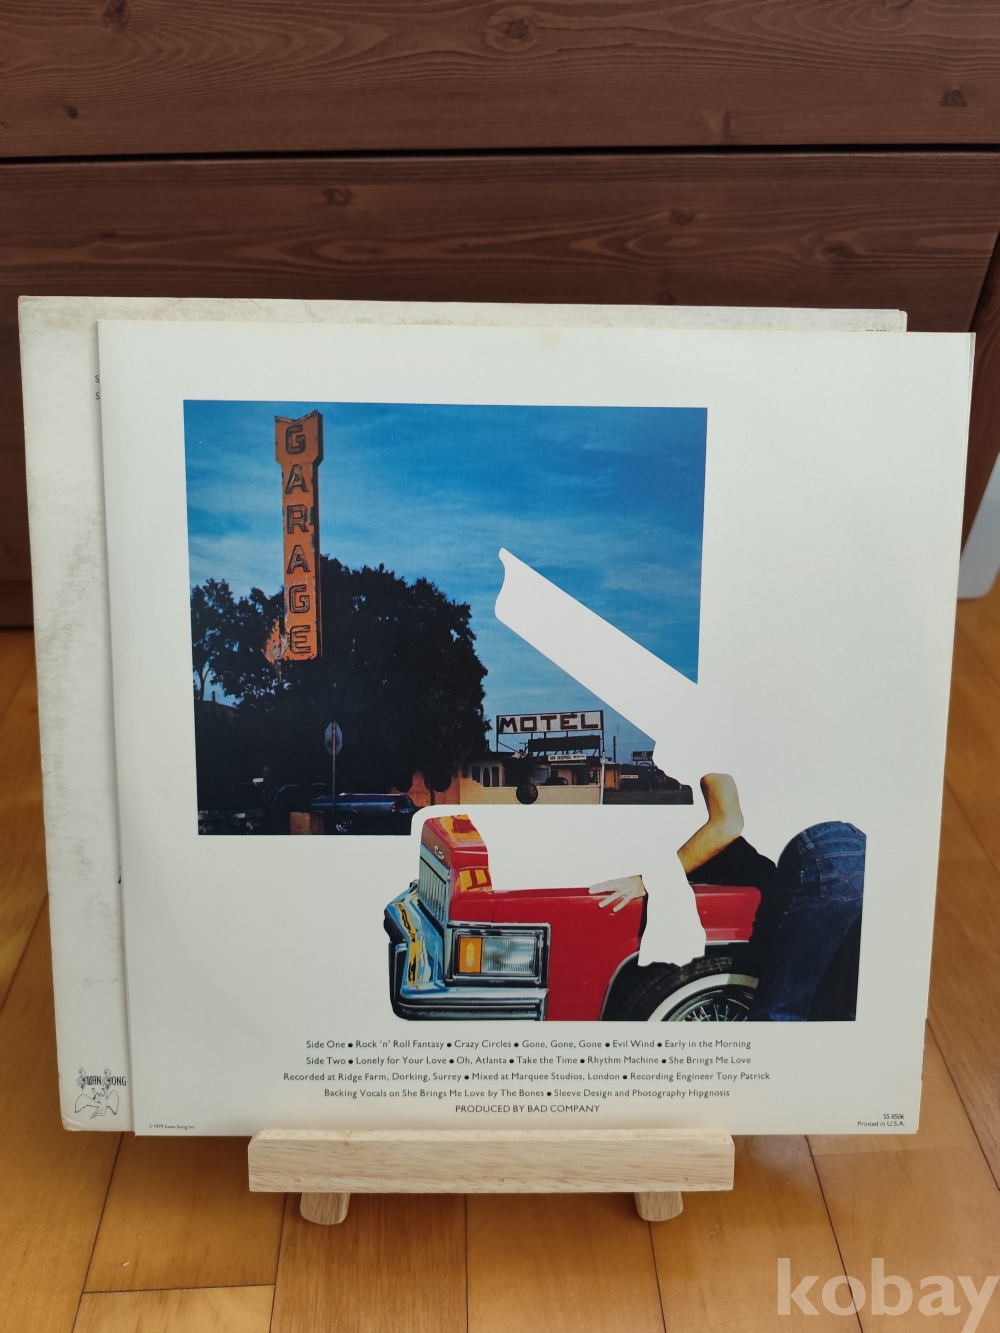 GARAGE
MOTEL
Side One • Rock 'n' Roll Fantasy • Crazy Circles • Gone, Gone, Gone • Evil Wind • Early in the Morning
Side Two • Lonely for Your Love • Oh, Atlanta • Take the Time • Rhythm Machine • She Brings Me Love
Recorded at Ridge Farm, Dorking, Surrey • Mixed at Marquee Studios, London • Recording Engineer Tony Patrick
Backing Vocals on She Brings Me Love by The Bones • Sleeve Design and Photography Hipgnosis
PRODUCED BY BAD COMPANY
SWAN SONG
© 1979 Swan Song Inc.
SS 8506
Printed in U.S.A.
kobay